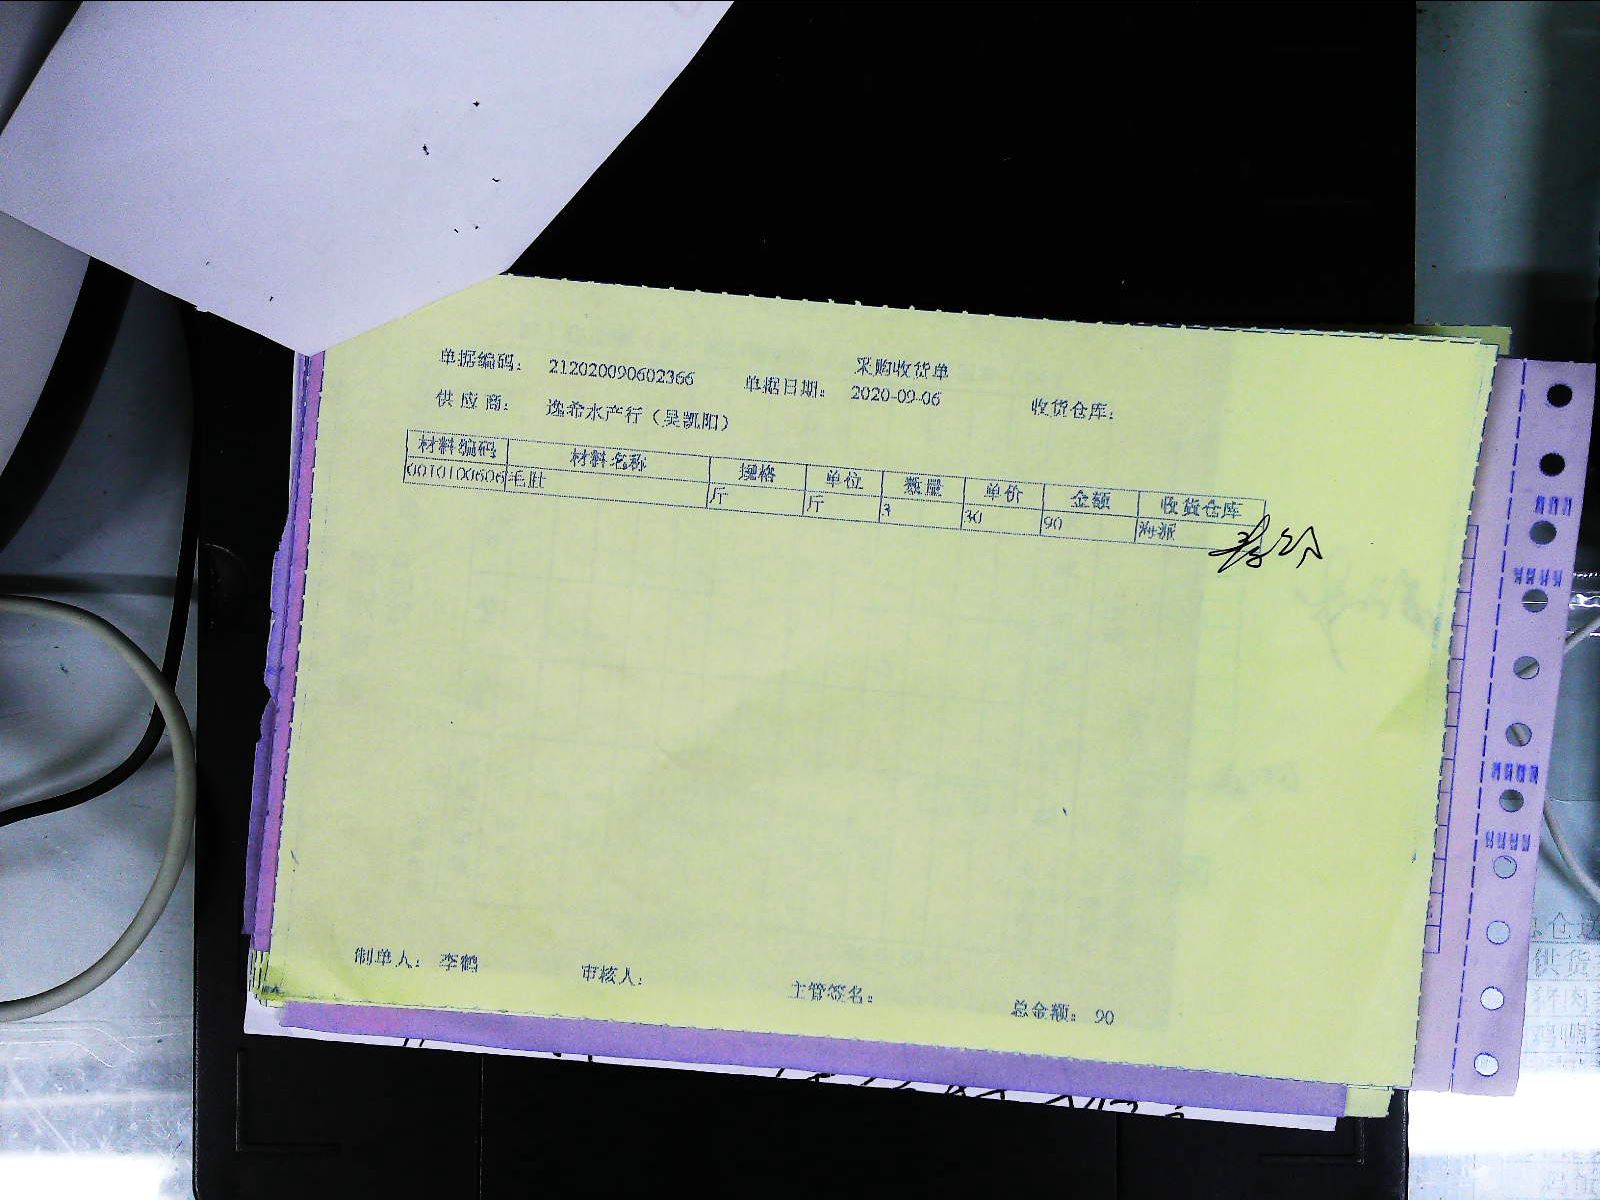 采购收货单
单据编码: 212020090602366 单据日期: 2020-09-06 收货仓库:
供应商: 逸希水产行（吴凯阳）
材料编码 材料名称 规格 单位 数量 单价 金额 收货仓库
0010100606 毛肚 斤 斤 3 30 90 海派
制单人: 李鹤 审核人: 主管签名: 总金额: 90
供货